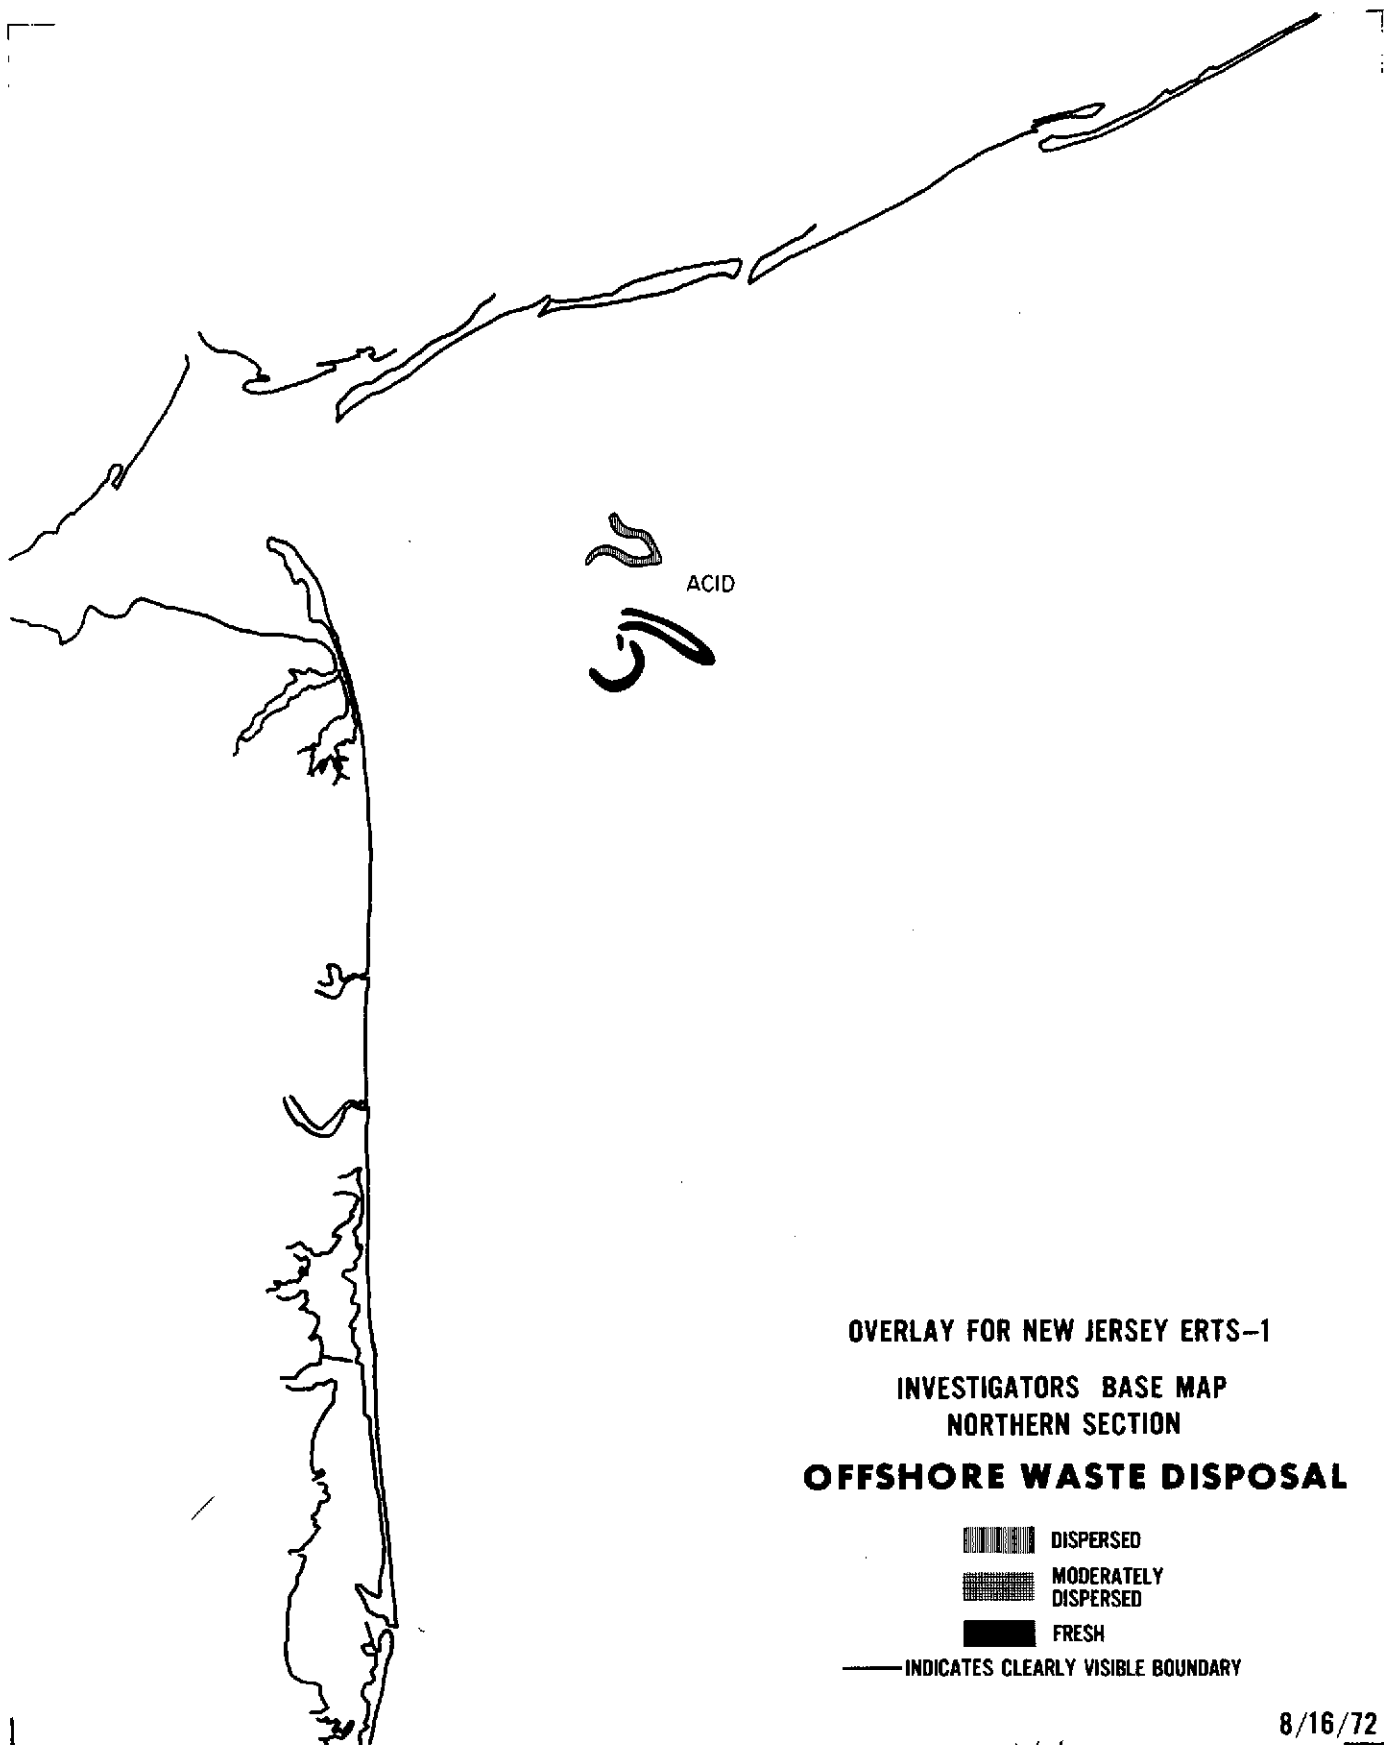 ACID
OVERLAY FOR NEW JERSEY ERTS-1
INVESTIGATORS BASE MAP
NORTHERN SECTION
OFFSHORE WASTE DISPOSAL
DISPERSED
MODERATELY
DISPERSED
FRESH
INDICATES CLEARLY VISIBLE BOUNDARY
8/16/72